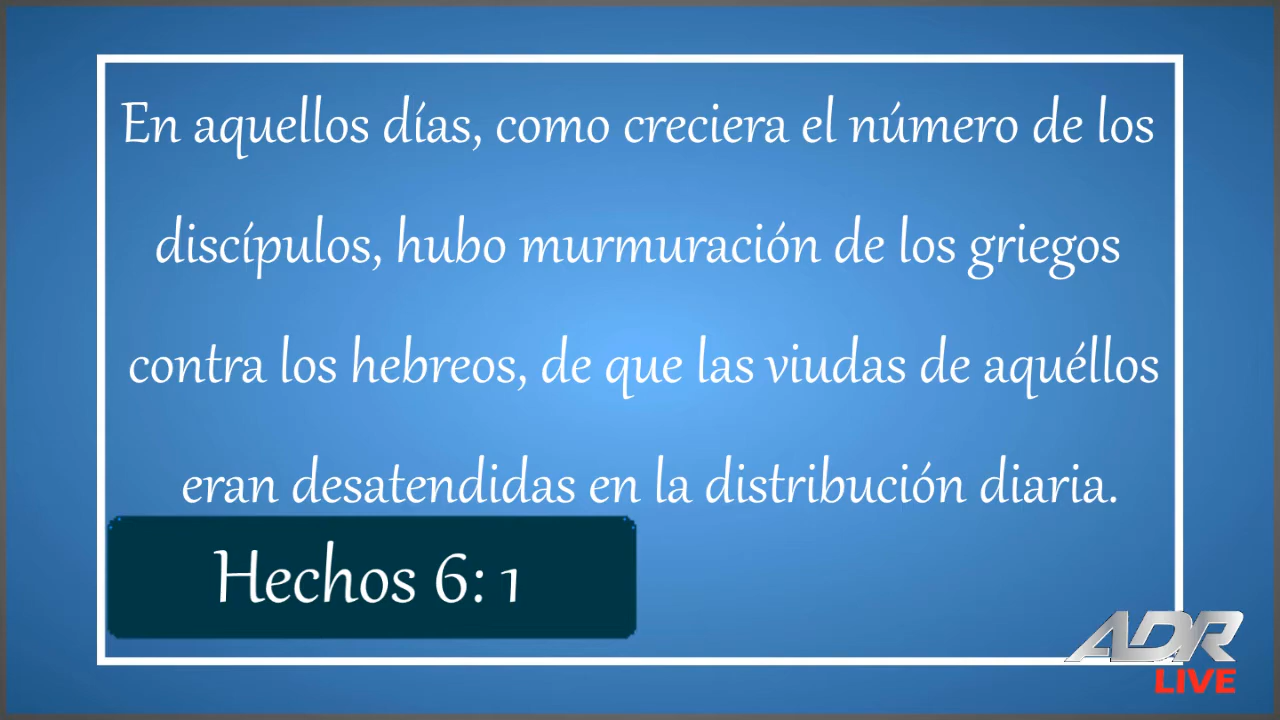 En aquellos días, como creciera el número de los
discípulos, hubo murmuración de los griegos
contra los hebreos, de que las viudas de aquéllos
eran desatendidas en la distribución diaria.
Hechos 6: 1
ADR
LIVE